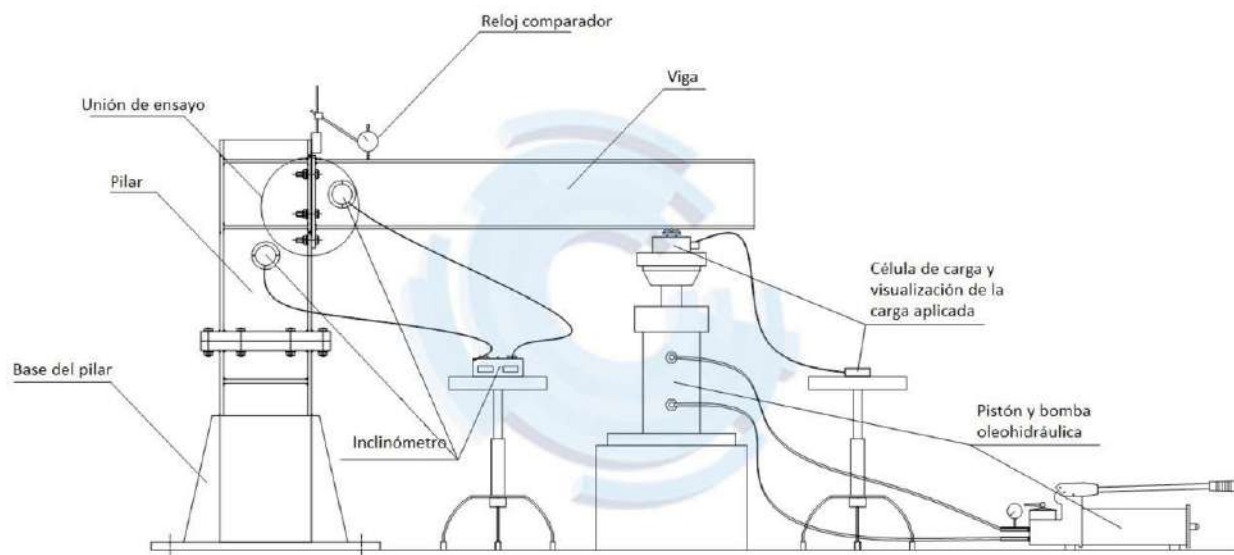 Reloj comparador
Viga
Unión de ensayo
Pilar
Célula de carga y
visualización de la
carga aplicada
Base del pilar
Inclinómetro
Pistón y bomba
oleohidráulica